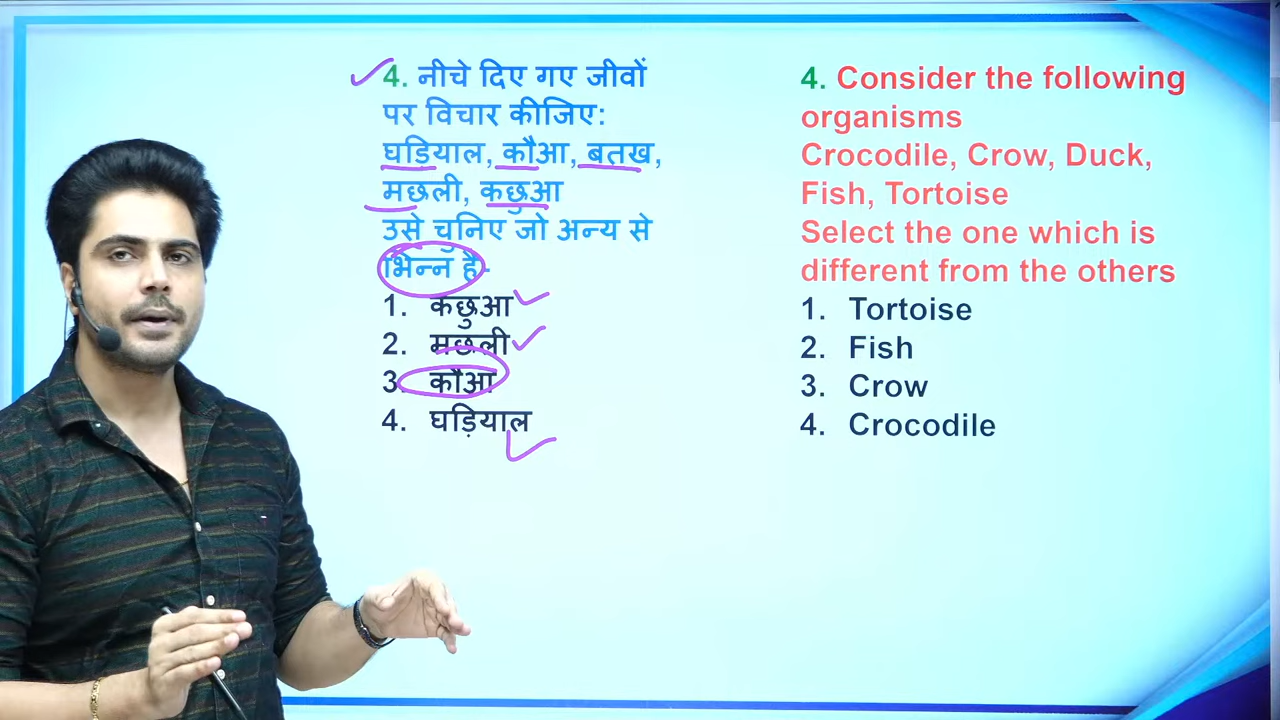 4. नीचे दिए गए जीवों
पर विचार कीजिए:
घड़ियाल, कौआ, बतख,
मछली, कछुआ
उसे चुनिए जो अन्य से
भिन्न है-
1. कछुआ
2. मछली
3. कौआ
4. घड़ियाल
4. Consider the following
organisms
Crocodile, Crow, Duck,
Fish, Tortoise
Select the one which is
different from the others
1. Tortoise
2. Fish
3. Crow
4. Crocodile